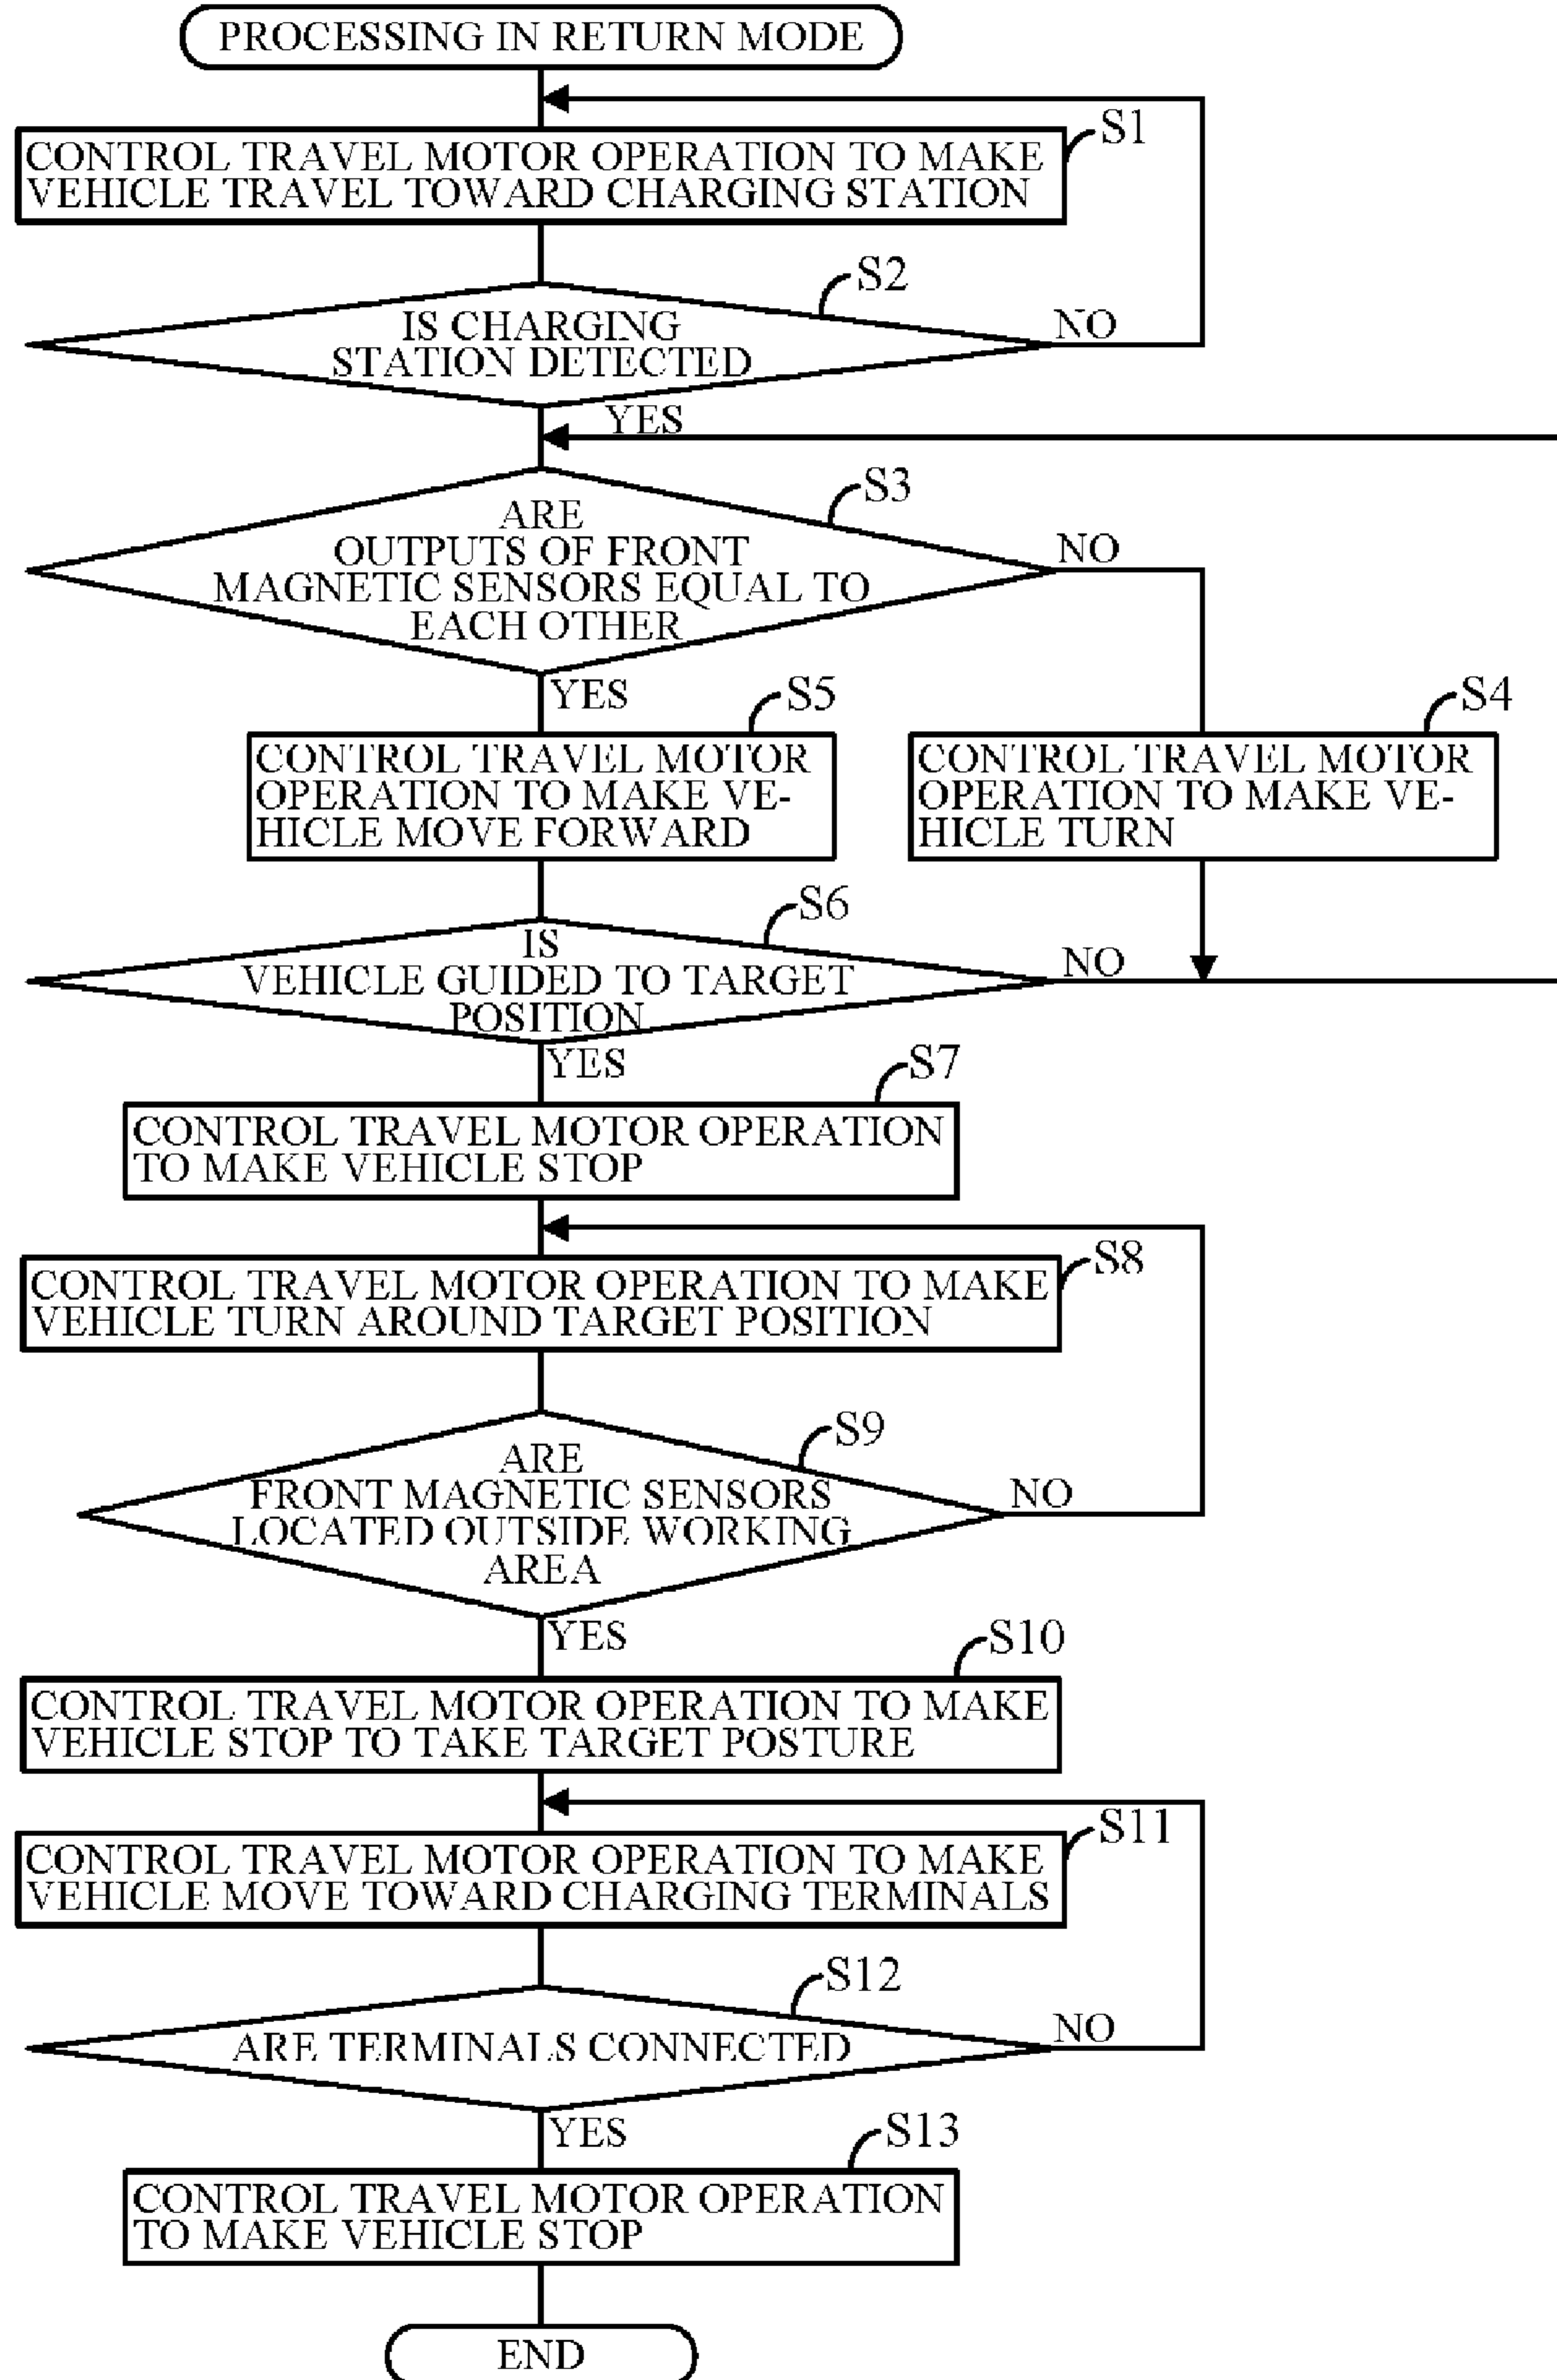 PROCESSING IN RETURN MODE
S1
CONTROL TRAVEL MOTOR OPERATION TO MAKE
VEHICLE TRAVEL TOWARD CHARGING STATION
S2
IS CHARGING
STATION DETECTED
NO
YES
S3
ARE
OUTPUTS OF FRONT
MAGNETIC SENSORS EQUAL TO
EACH OTHER
NO
YES
S5
CONTROL TRAVEL MOTOR
OPERATION TO MAKE VE-
HICLE MOVE FORWARD
S4
CONTROL TRAVEL MOTOR
OPERATION TO MAKE VE-
HICLE TURN
S6
IS
VEHICLE GUIDED TO TARGET
POSITION
NO
YES
S7
CONTROL TRAVEL MOTOR OPERATION
TO MAKE VEHICLE STOP
S8
CONTROL TRAVEL MOTOR OPERATION TO MAKE
VEHICLE TURN AROUND TARGET POSITION
S9
ARE
FRONT MAGNETIC SENSORS
LOCATED OUTSIDE WORKING
AREA
NO
YES
S10
CONTROL TRAVEL MOTOR OPERATION TO MAKE
VEHICLE STOP TO TAKE TARGET POSTURE
S11
CONTROL TRAVEL MOTOR OPERATION TO MAKE
VEHICLE MOVE TOWARD CHARGING TERMINALS
S12
ARE TERMINALS CONNECTED
NO
YES
S13
CONTROL TRAVEL MOTOR OPERATION
TO MAKE VEHICLE STOP
END